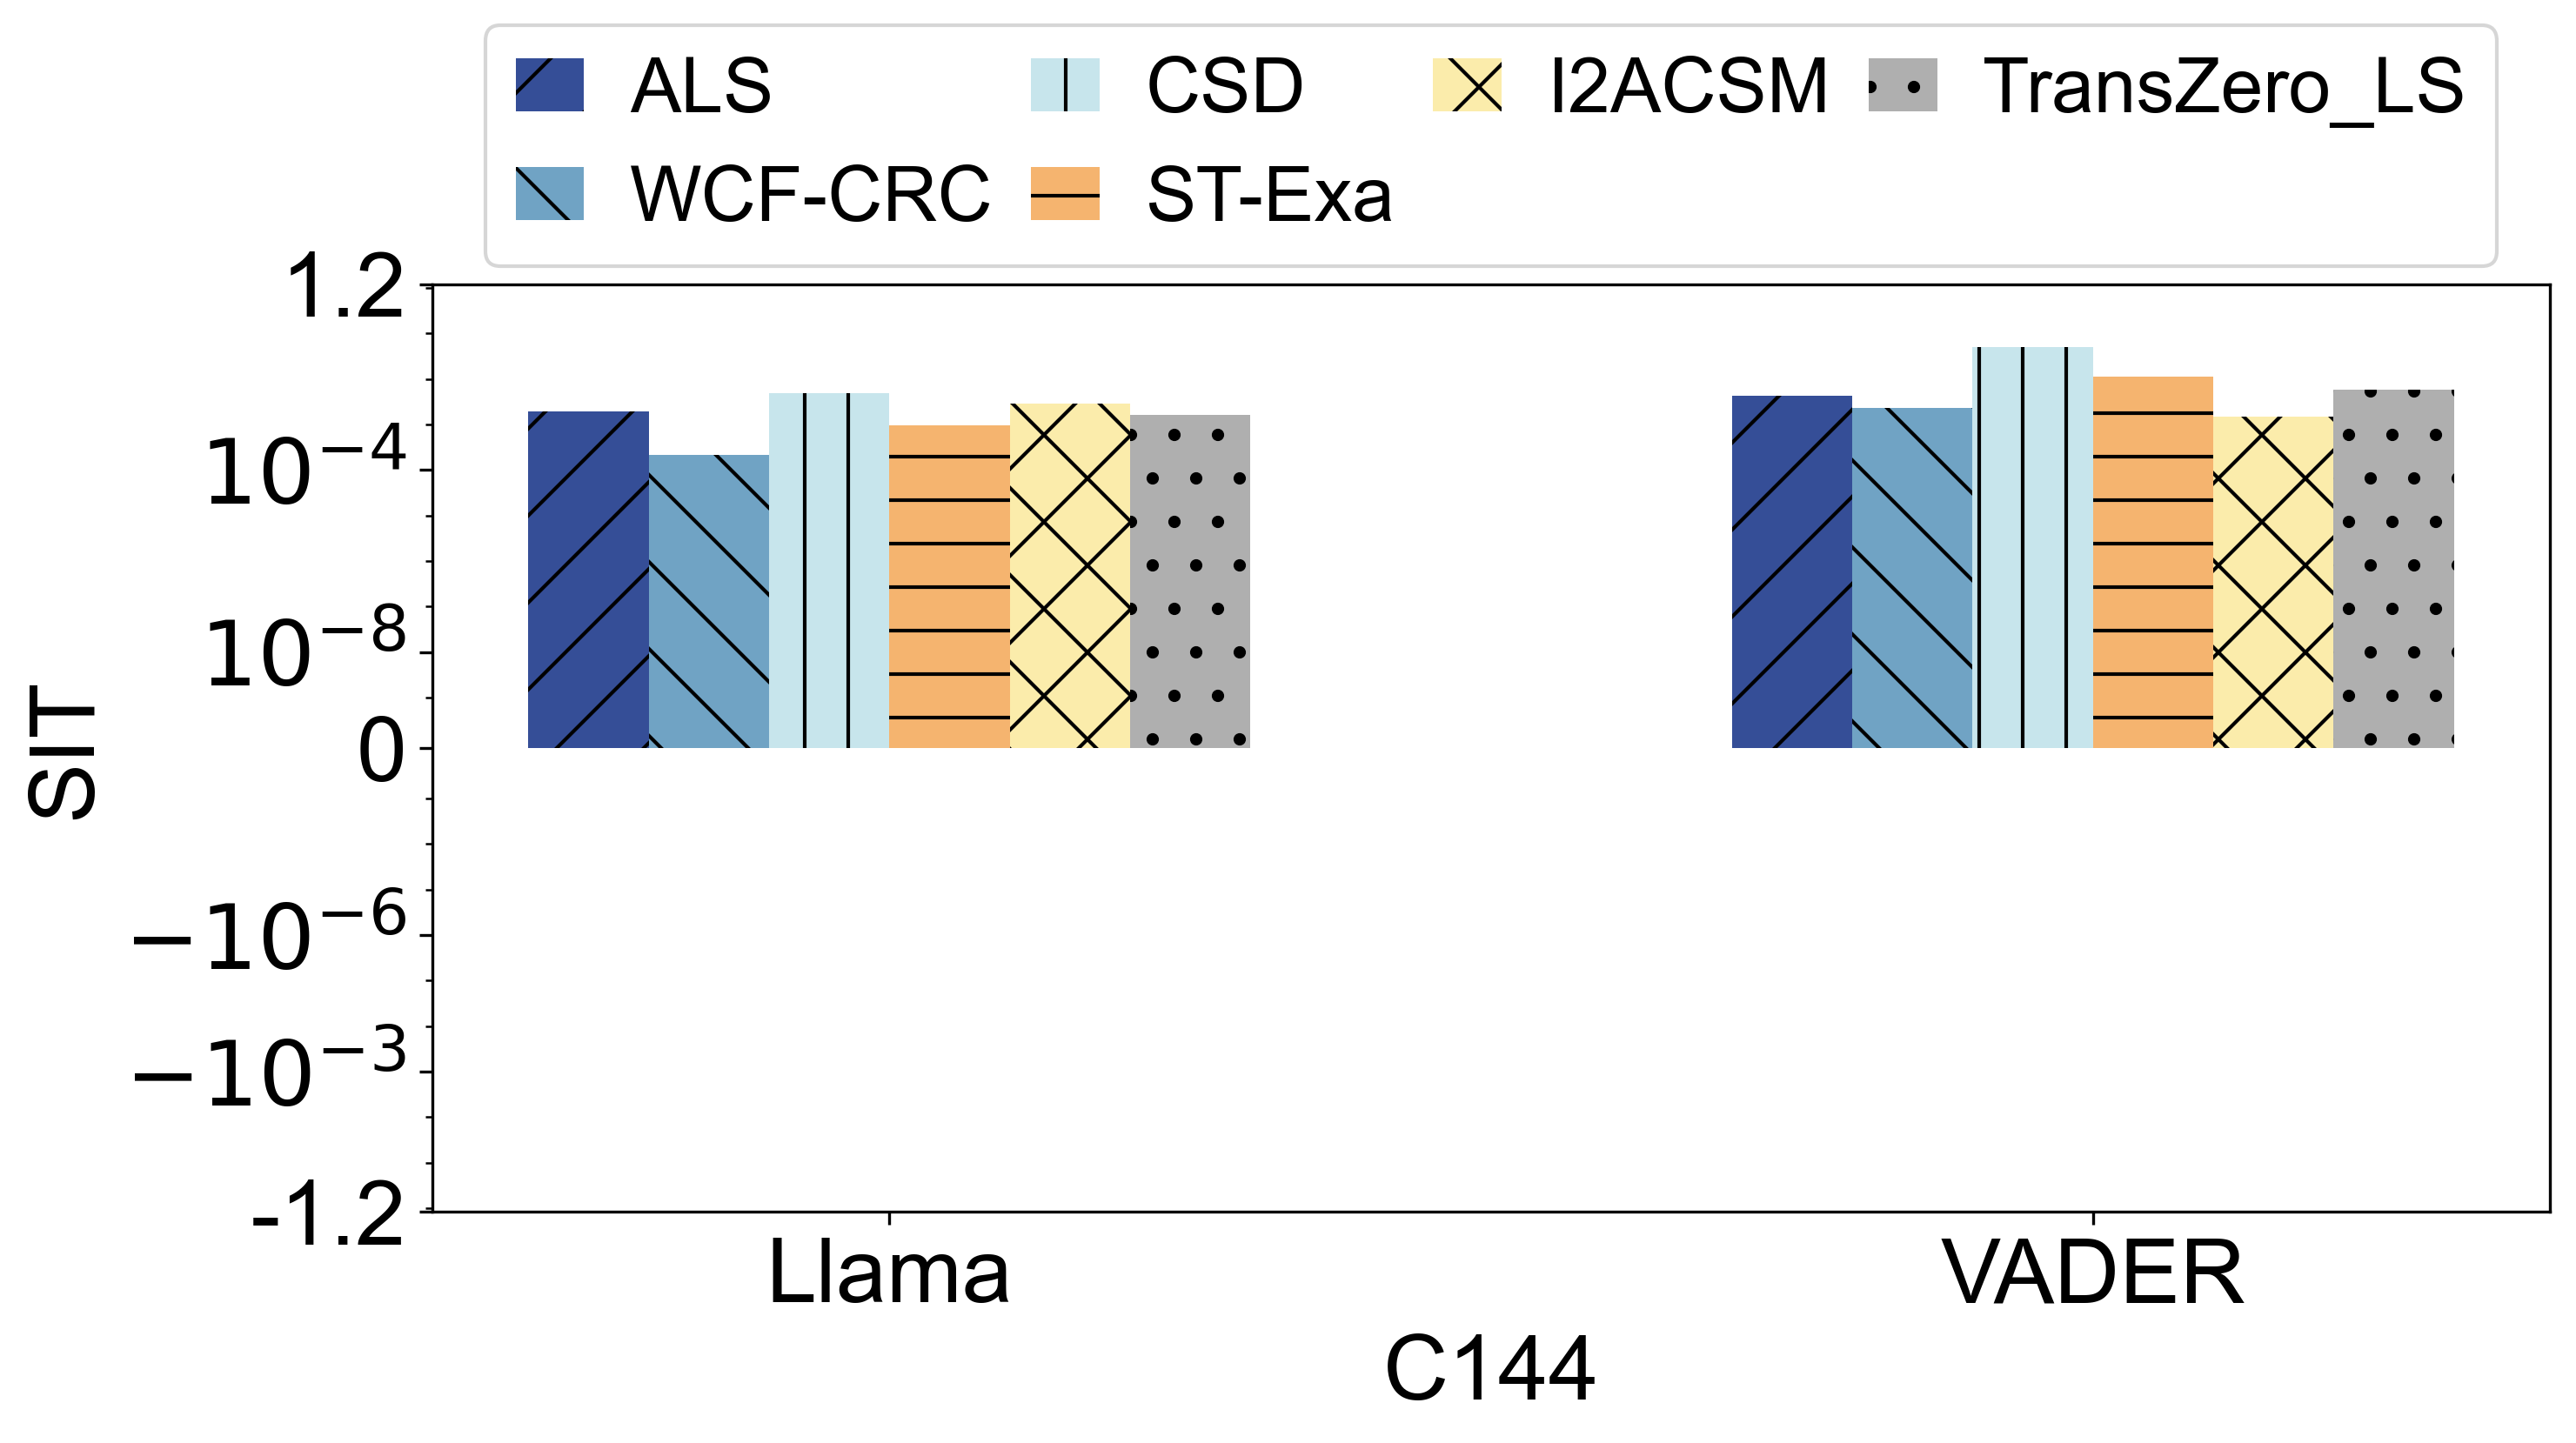 ALS CSD I2ACSM TransZero_LS
WCF-CRC ST-Exa
1.2
10⁻⁴
10⁻⁸
0
−10⁻⁶
−10⁻³
-1.2
SIT
Llama VADER
C144